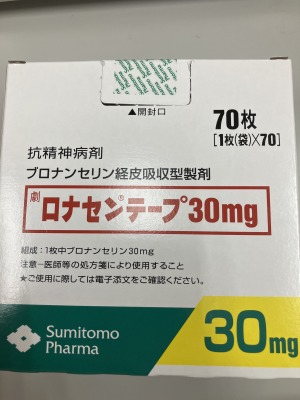 ▲開封口
70枚
[1枚(袋)×70]
抗精神病剤
ブロナンセリン経皮吸収型製剤
劇 ロナセン®テープ30mg
組成:1枚中ブロナンセリン30mg
注意-医師等の処方箋により使用すること
★ご使用に際しては電子添文をご確認ください。
Sumitomo
Pharma
30mg